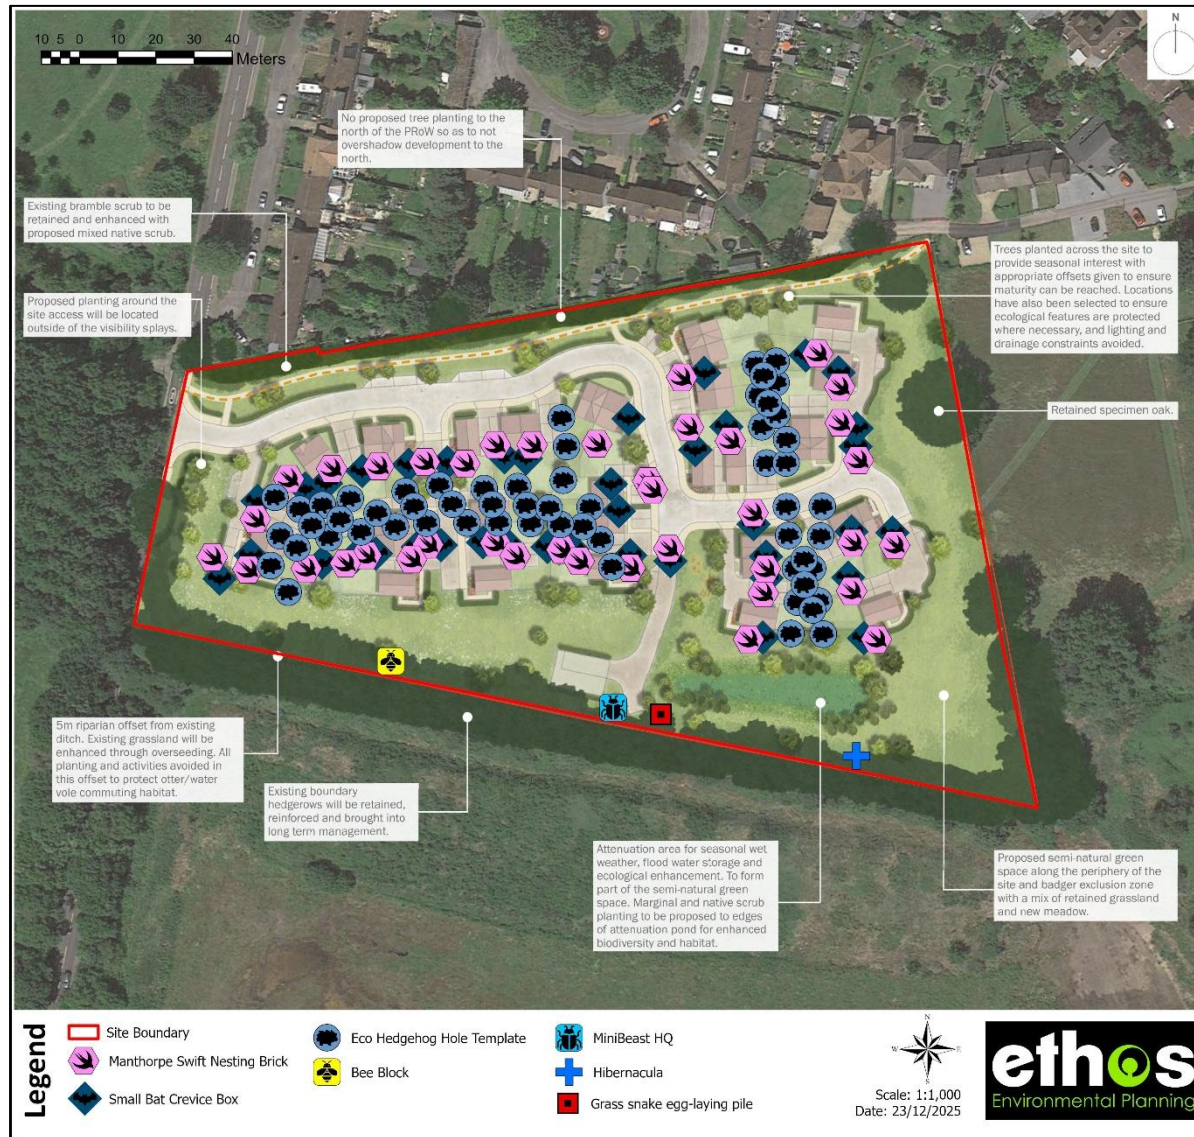 10 5 0 10 20 30 40
Meters
N
No proposed tree planting to the
north of the PRoW so as to not
overshadow development to the
north.
Existing bramble scrub to be
retained and enhanced with
proposed mixed native scrub.
Proposed planting around the
site access will be located
outside of the visibility splays.
Trees planted across the site to
provide seasonal interest with
appropriate offsets given to ensure
maturity can be reached. Locations
have also been selected to ensure
ecological features are protected
where necessary, and lighting and
drainage constraints avoided.
Retained specimen oak.
5m riparian offset from existing
ditch. Existing grassland will be
enhanced through overseeding. All
planting and activities avoided in
this offset to protect otter/water
vole commuting habitat.
Existing boundary
hedgerows will be retained,
reinforced and brought into
long term management.
Attenuation area for seasonal wet
weather, flood water storage and
ecological enhancement. To form
part of the semi-natural green
space. Marginal and native scrub
planting to be proposed to edges
of attenuation pond for enhanced
biodiversity and habitat.
Proposed semi-natural green
space along the periphery of the
site and badger exclusion zone
with a mix of retained grassland
and new meadow.
Legend
Site Boundary
Manthorpe Swift Nesting Brick
Small Bat Crevice Box
Eco Hedgehog Hole Template
Bee Block
MiniBeast HQ
Hibernacula
Grass snake egg-laying pile
N
W E
S
Scale: 1:1,000
Date: 23/12/2025
ethos
Environmental Planning